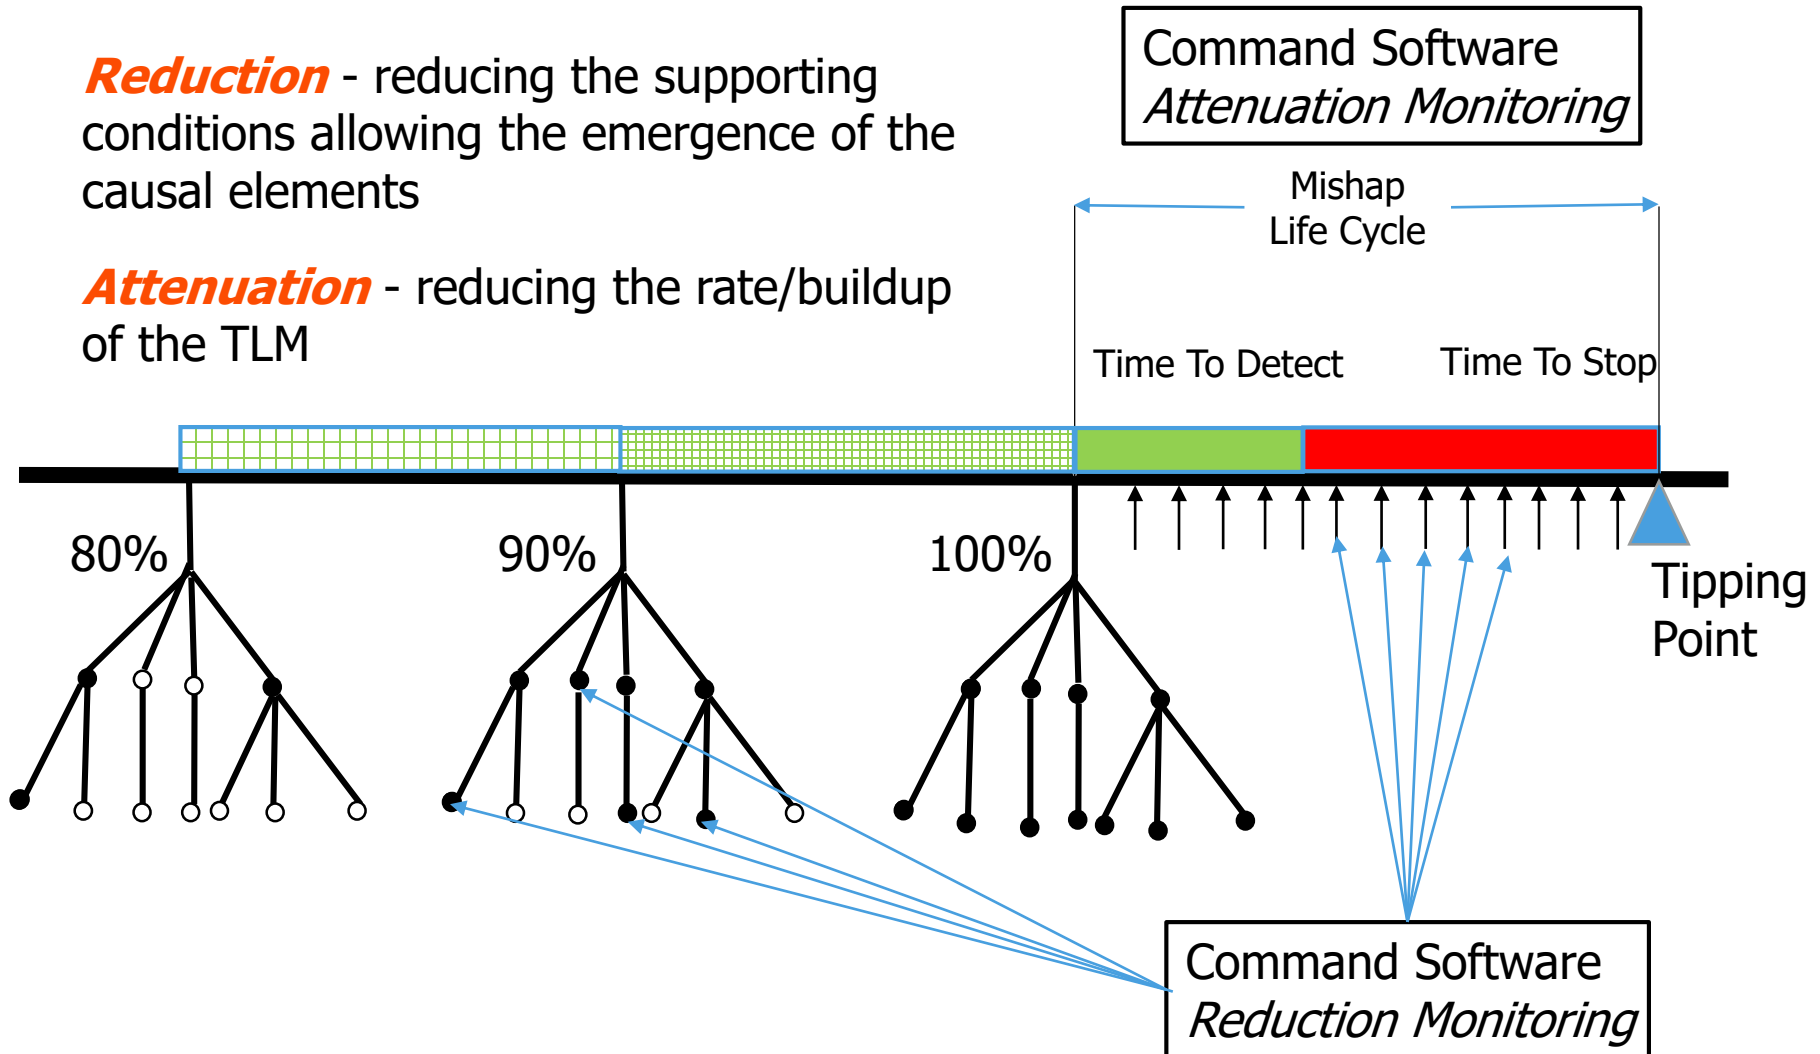 Reduction - reducing the supporting
conditions allowing the emergence of the
causal elements
Attenuation - reducing the rate/buildup
of the TLM
Command Software
Attenuation Monitoring
Mishap
Life Cycle
Time To Detect
Time To Stop
80%
90%
100%
Tipping
Point
Command Software
Reduction Monitoring